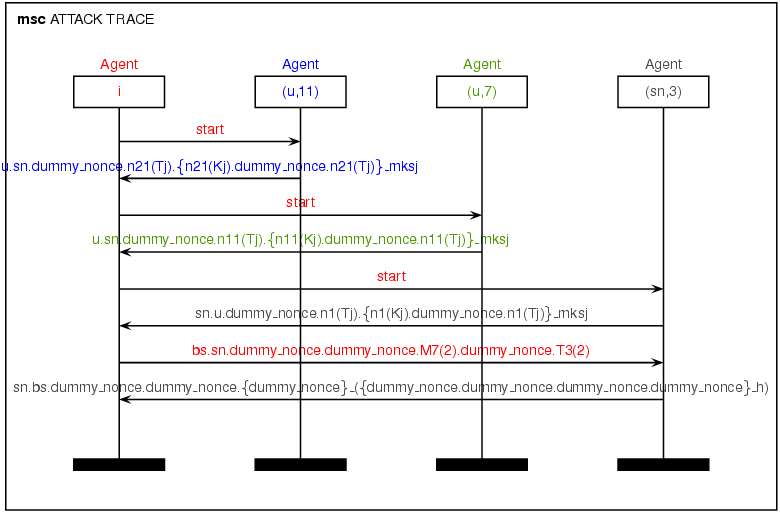 msc ATTACK TRACE
Agent Agent Agent Agent
i (u,11) (u,7) (sn,3)
start
u.sn.dummy_nonce.n21(Tj).{n21(Kj).dummy_nonce.n21(Tj)}_mksj
start
u.sn.dummy_nonce.n11(Tj).{n11(Kj).dummy_nonce.n11(Tj)}_mksj
start
sn.u.dummy_nonce.n1(Tj).{n1(Kj).dummy_nonce.n1(Tj)}_mksj
bs.sn.dummy_nonce.dummy_nonce.M7(2).dummy_nonce.T3(2)
sn.bs.dummy_nonce.dummy_nonce.{dummy_nonce}_({dummy_nonce.dummy_nonce.dummy_nonce.dummy_nonce}_h)